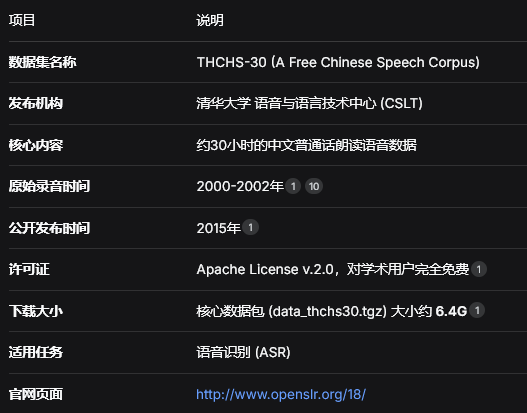 项目 说明
数据集名称 THCHS-30 (A Free Chinese Speech Corpus)
发布机构 清华大学 语音与语言技术中心 (CSLT)
核心内容 约30小时的中文普通话朗读语音数据
原始录音时间 2000-2002年 1 10
公开发布时间 2015年 1
许可证 Apache License v.2.0，对学术用户完全免费 1
下载大小 核心数据包 (data_thchs30.tgz) 大小约 6.4G 1
适用任务 语音识别 (ASR)
官网页面 http://www.openslr.org/18/